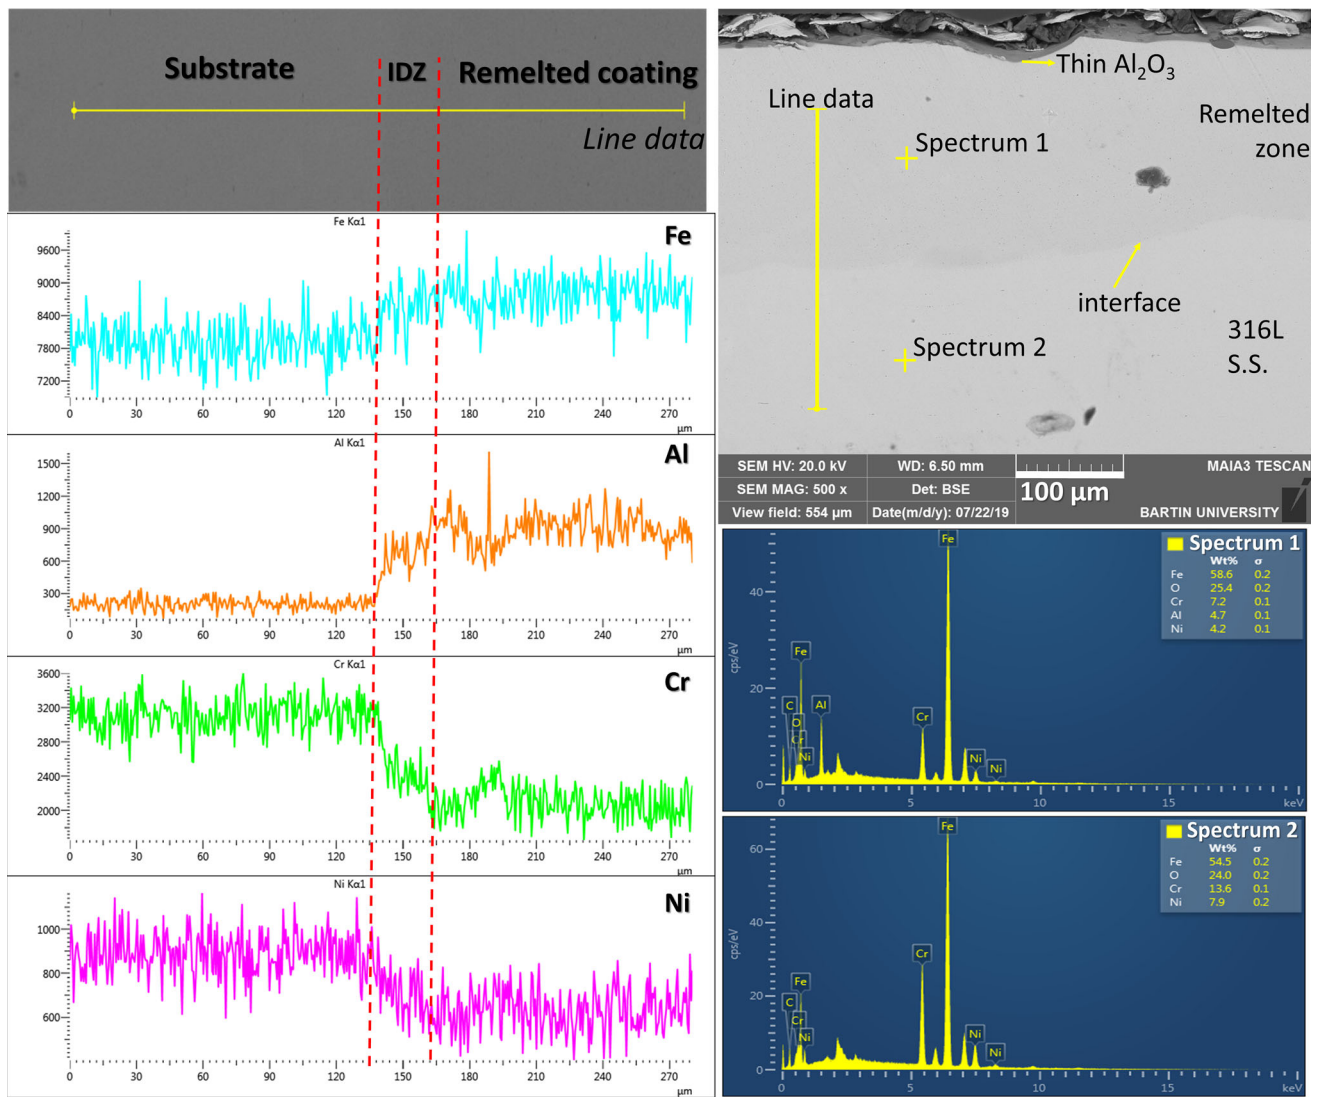 Substrate
IDZ
Remelted coating
Line data
Fe Kα1
Fe
9600
9000
8400
7800
7200
0 30 60 90 120 150 180 210 240 270
µm
Al Kα1
Al
1500
1200
900
600
300
0 30 60 90 120 150 180 210 240 270
µm
Cr Kα1
Cr
3600
3200
2800
2400
2000
0 30 60 90 120 150 180 210 240 270
µm
Ni Kα1
Ni
1000
800
600
0 30 60 90 120 150 180 210 240 270
µm
Thin Al₂O₃
Line data
Remelted
zone
Spectrum 1
interface
Spectrum 2
316L
S.S.
SEM HV: 20.0 kV WD: 6.50 mm MAIA3 TESCAN
SEM MAG: 500 x Det: BSE 100 µm
View field: 554 µm Date(m/d/y): 07/22/19 BARTIN UNIVERSITY
Spectrum 1
Wt% σ
Fe 58.6 0.2
O 25.4 0.2
Cr 7.2 0.1
Al 4.7 0.1
Ni 4.2 0.1
cps/eV
40
20
0
Fe
Fe
C
O
Cr
Ni
Al
Cr
Ni
Ni
0 5 10 15 keV
Spectrum 2
Wt% σ
Fe 54.5 0.2
O 24.0 0.2
Cr 13.6 0.1
Ni 7.9 0.2
cps/eV
60
40
20
0
Fe
Cr
Fe
C
Cr
Ni
Ni
Ni
0 5 10 15 keV